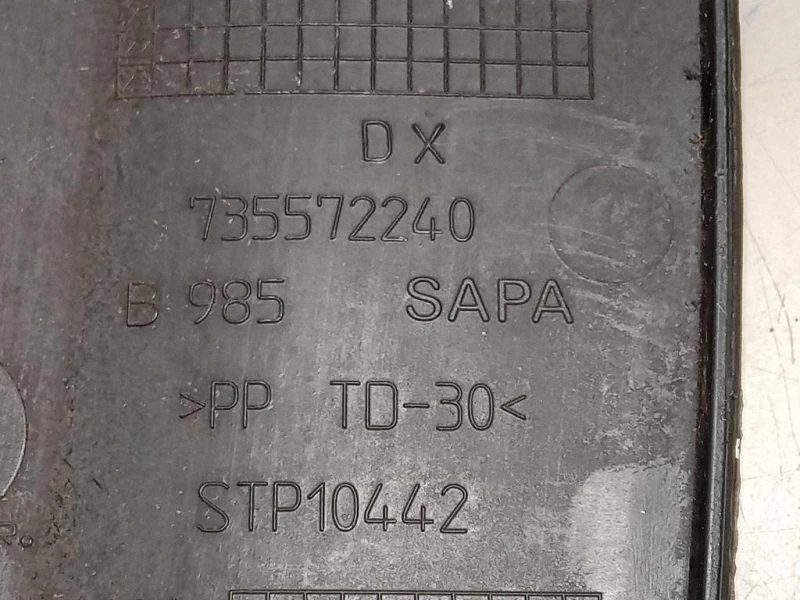 DX
735572240
B 985 SAPA
>PP TD-30<
STP10442